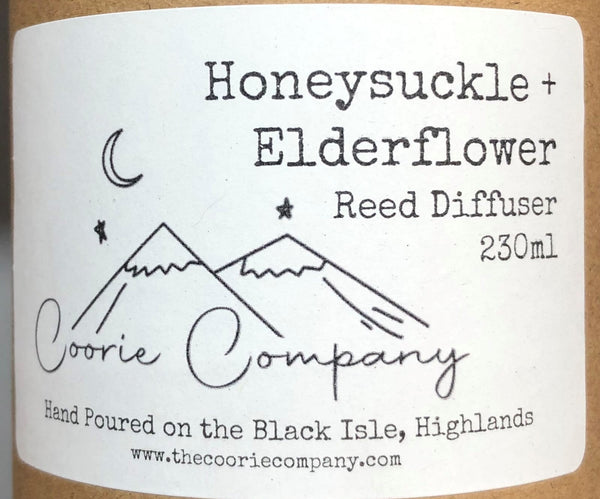 Honeysuckle +
Elderflower
Reed Diffuser
230ml
Coorie Company
Hand Poured on the Black Isle, Highlands
www.thecooriecompany.com